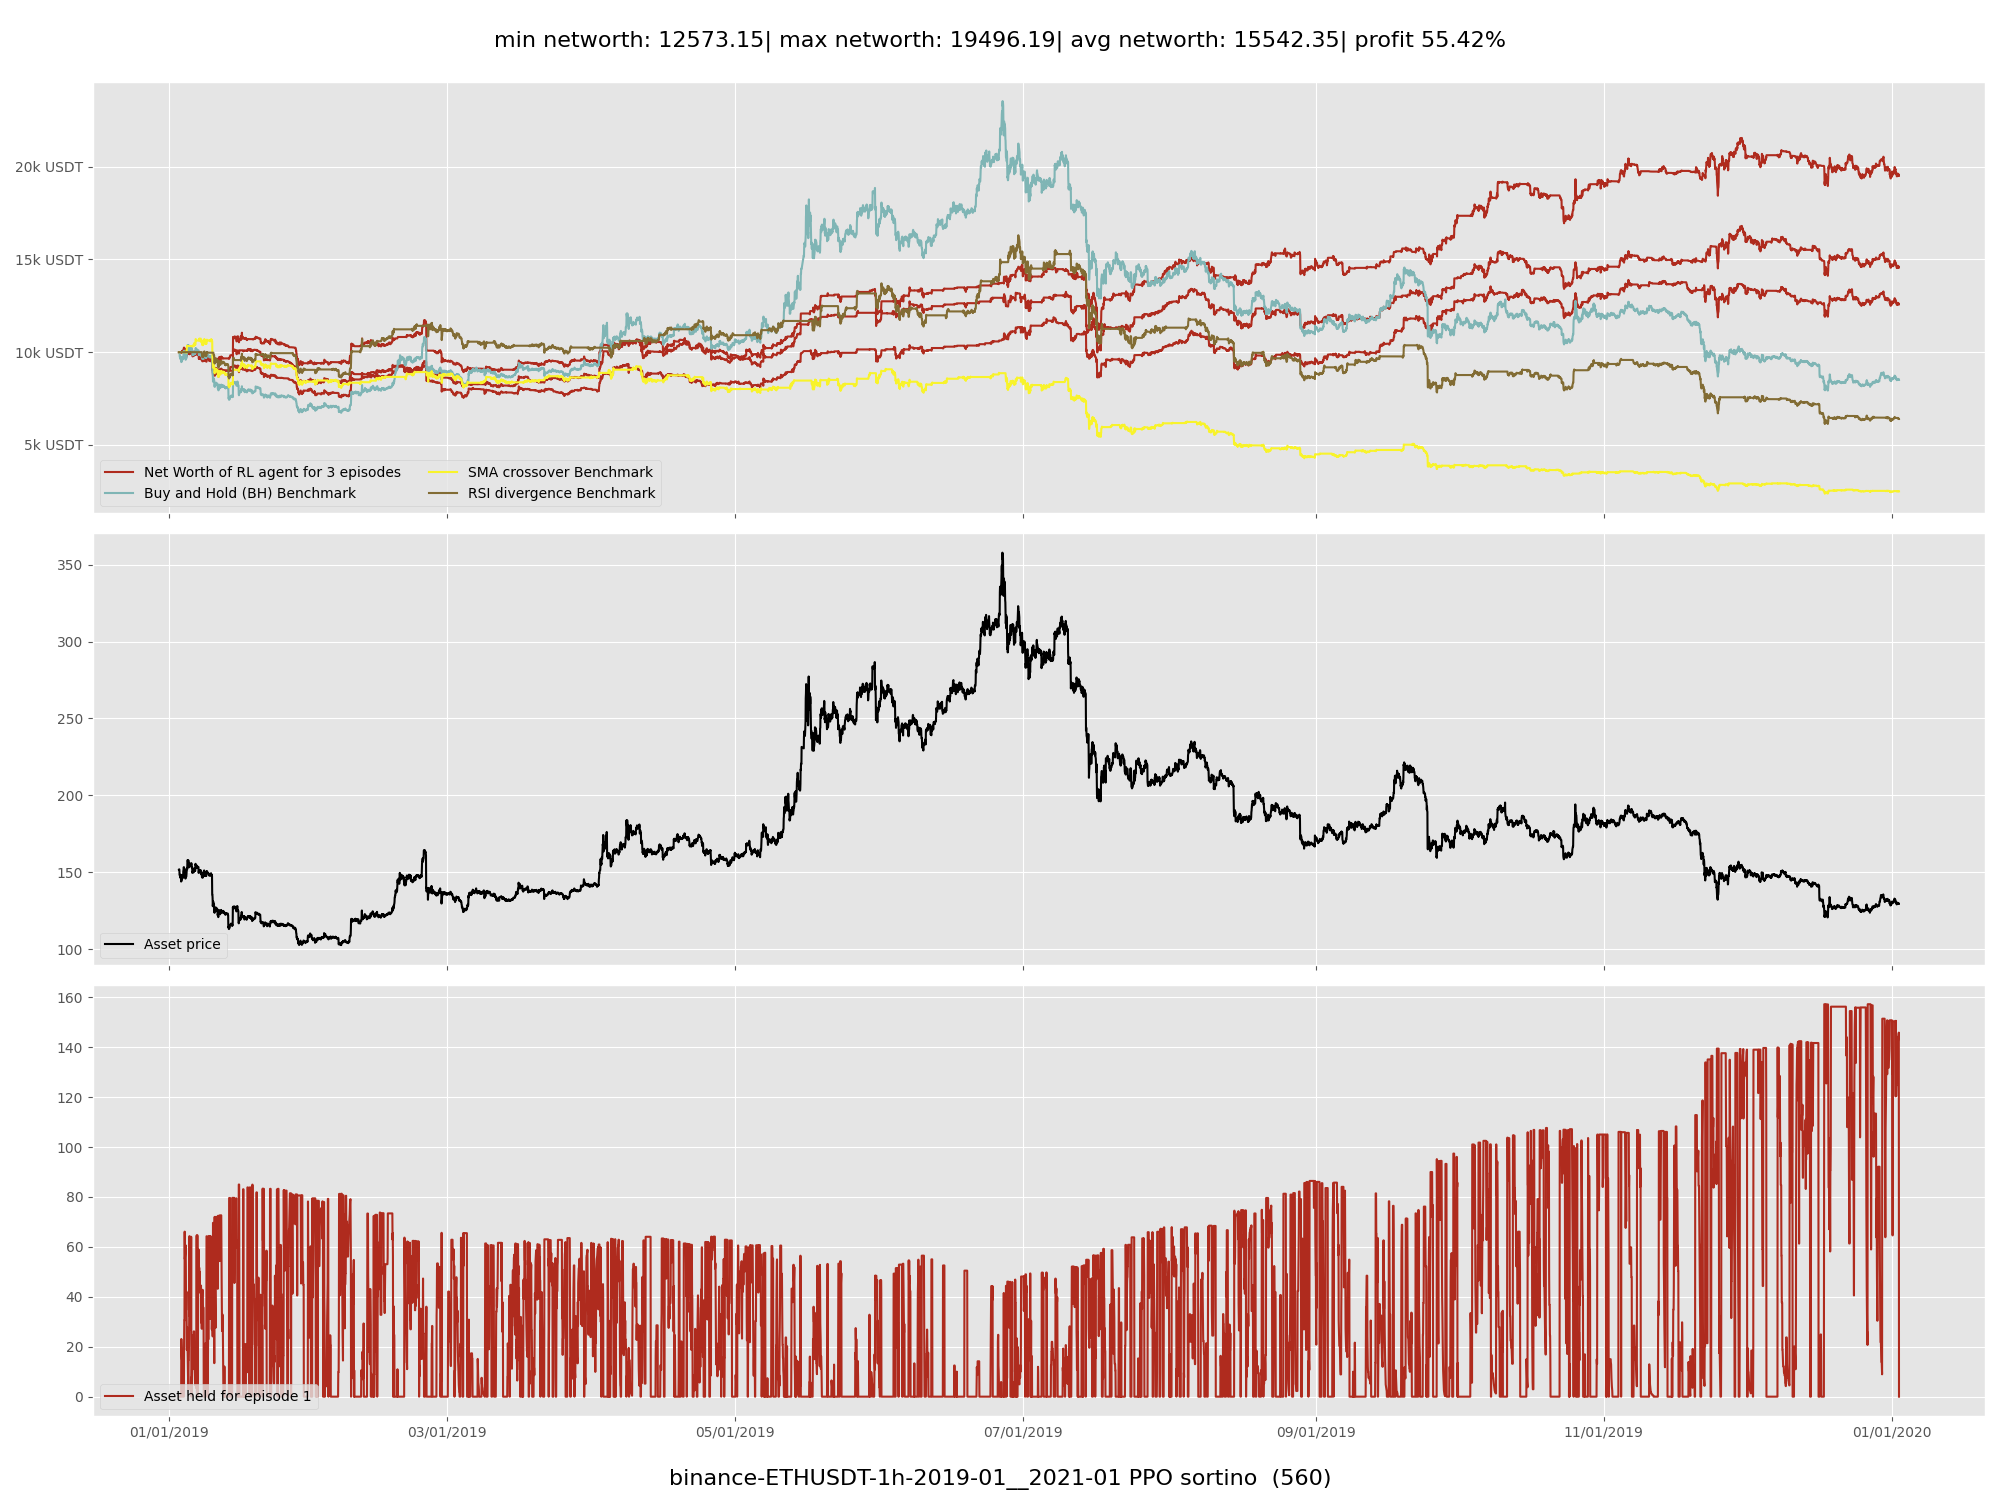 min networth: 12573.15| max networth: 19496.19| avg networth: 15542.35| profit 55.42%
20k USDT
15k USDT
10k USDT
5k USDT
Net Worth of RL agent for 3 episodes
Buy and Hold (BH) Benchmark
SMA crossover Benchmark
RSI divergence Benchmark
350
300
250
200
150
100
Asset price
160
140
120
100
80
60
40
20
0
Asset held for episode 1
01/01/2019 03/01/2019 05/01/2019 07/01/2019 09/01/2019 11/01/2019 01/01/2020
binance-ETHUSDT-1h-2019-01__2021-01 PPO sortino (560)